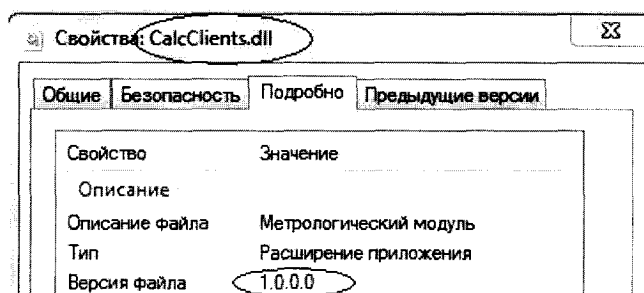 Свойства: CalcClients.dll
Общие Безопасность Подробно Предыдущие версии
Свойство Значение
Описание
Описание файла Метрологический модуль
Тип Расширение приложения
Версия файла 1.0.0.0